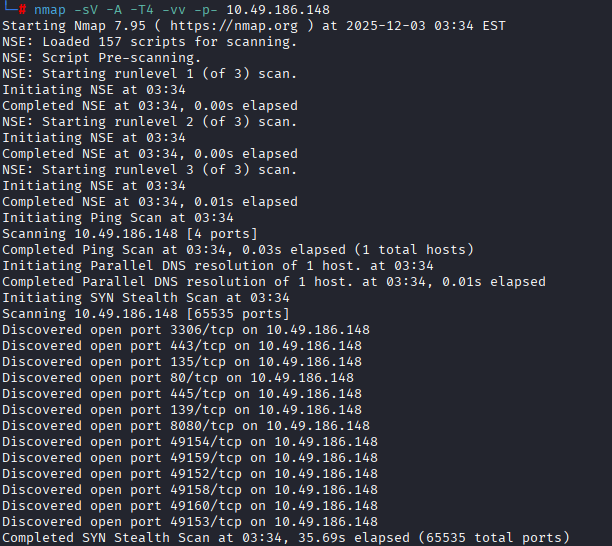 └─# nmap -sV -A -T4 -vv -p- 10.49.186.148
Starting Nmap 7.95 ( https://nmap.org ) at 2025-12-03 03:34 EST
NSE: Loaded 157 scripts for scanning.
NSE: Script Pre-scanning.
NSE: Starting runlevel 1 (of 3) scan.
Initiating NSE at 03:34
Completed NSE at 03:34, 0.00s elapsed
NSE: Starting runlevel 2 (of 3) scan.
Initiating NSE at 03:34
Completed NSE at 03:34, 0.00s elapsed
NSE: Starting runlevel 3 (of 3) scan.
Initiating NSE at 03:34
Completed NSE at 03:34, 0.01s elapsed
Initiating Ping Scan at 03:34
Scanning 10.49.186.148 [4 ports]
Completed Ping Scan at 03:34, 0.03s elapsed (1 total hosts)
Initiating Parallel DNS resolution of 1 host. at 03:34
Completed Parallel DNS resolution of 1 host. at 03:34, 0.01s elapsed
Initiating SYN Stealth Scan at 03:34
Scanning 10.49.186.148 [65535 ports]
Discovered open port 3306/tcp on 10.49.186.148
Discovered open port 443/tcp on 10.49.186.148
Discovered open port 135/tcp on 10.49.186.148
Discovered open port 80/tcp on 10.49.186.148
Discovered open port 445/tcp on 10.49.186.148
Discovered open port 139/tcp on 10.49.186.148
Discovered open port 8080/tcp on 10.49.186.148
Discovered open port 49154/tcp on 10.49.186.148
Discovered open port 49159/tcp on 10.49.186.148
Discovered open port 49152/tcp on 10.49.186.148
Discovered open port 49158/tcp on 10.49.186.148
Discovered open port 49160/tcp on 10.49.186.148
Discovered open port 49153/tcp on 10.49.186.148
Completed SYN Stealth Scan at 03:34, 35.69s elapsed (65535 total ports)